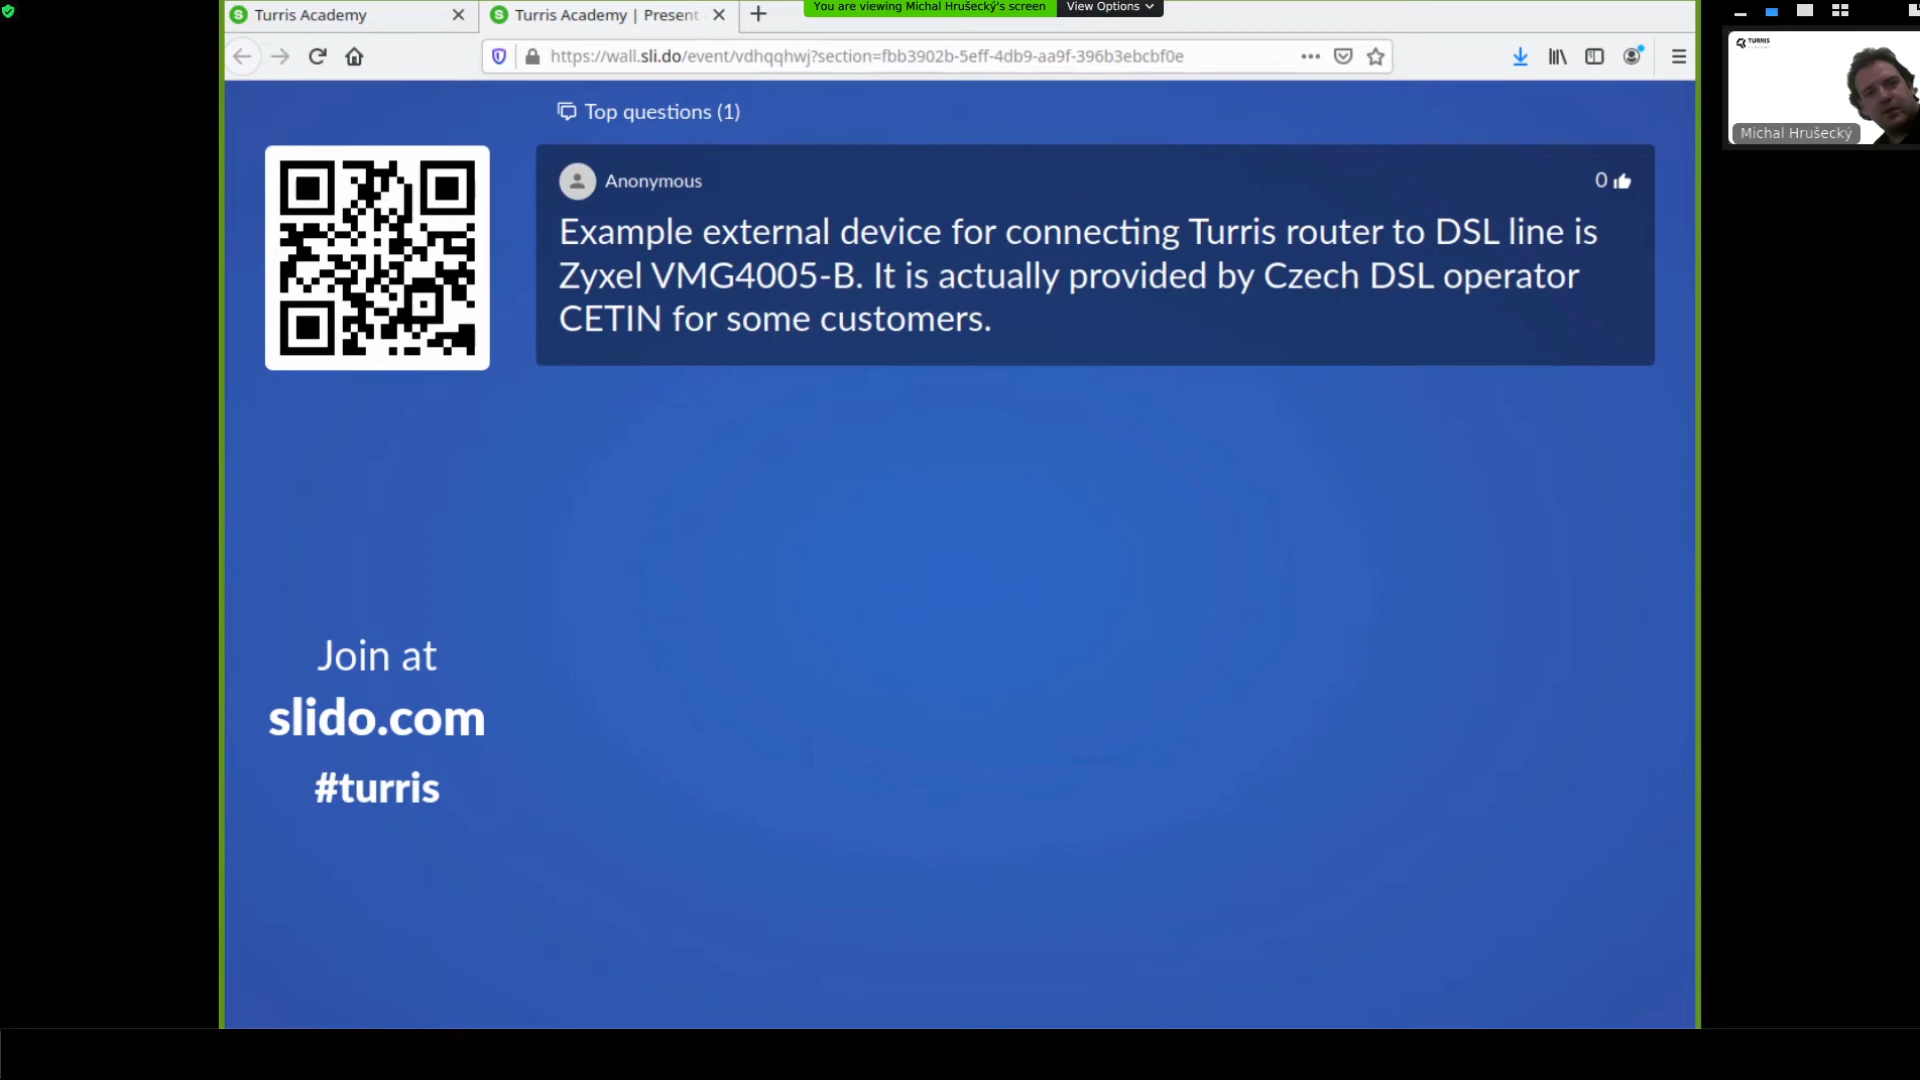 Turris Academy
Turris Academy | Present
You are viewing Michal Hrušecký's screen
View Options
https://wall.sli.do/event/vdhqqhwj?section=fbb3902b-5eff-4db9-aa9f-396b3ebcbf0e
TURRIS
Michal Hrušecký
Top questions (1)
Anonymous
0
Example external device for connecting Turris router to DSL line is
Zyxel VMG4005-B. It is actually provided by Czech DSL operator
CETIN for some customers.
Join at
slido.com
#turris